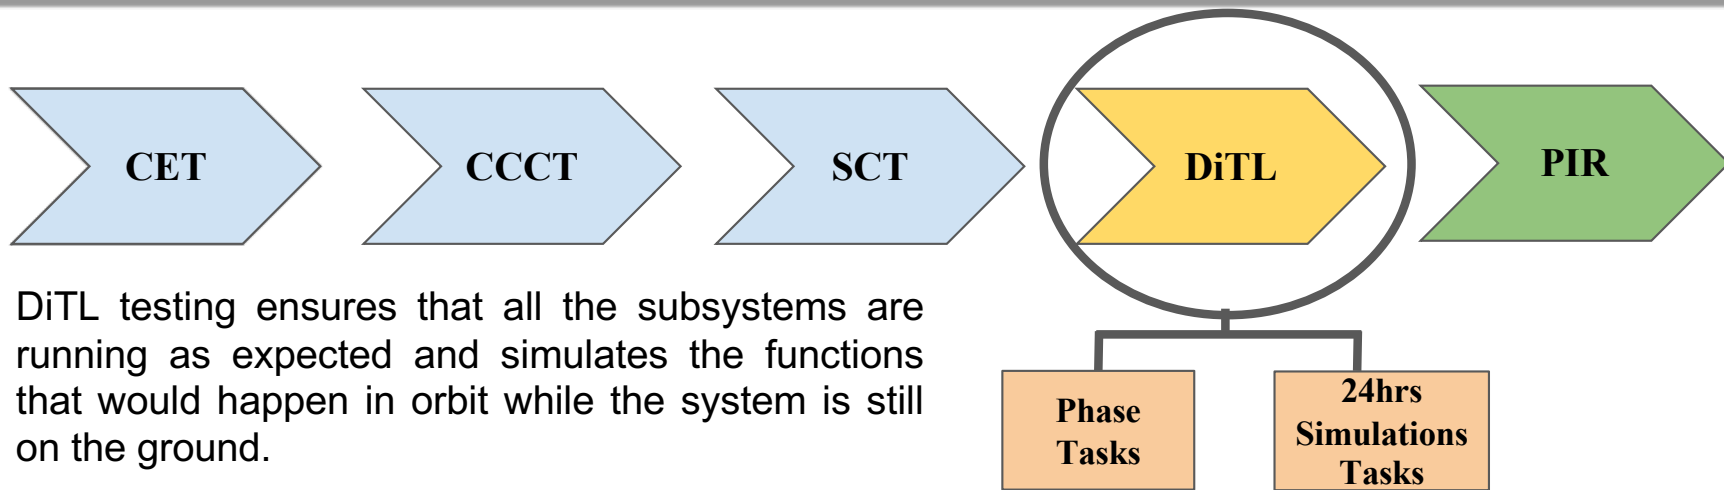 CET
CCCT
SCT
DiTL
PIR
DiTL testing ensures that all the subsystems are
running as expected and simulates the functions
that would happen in orbit while the system is still
on the ground.
Phase
Tasks
24hrs
Simulations
Tasks